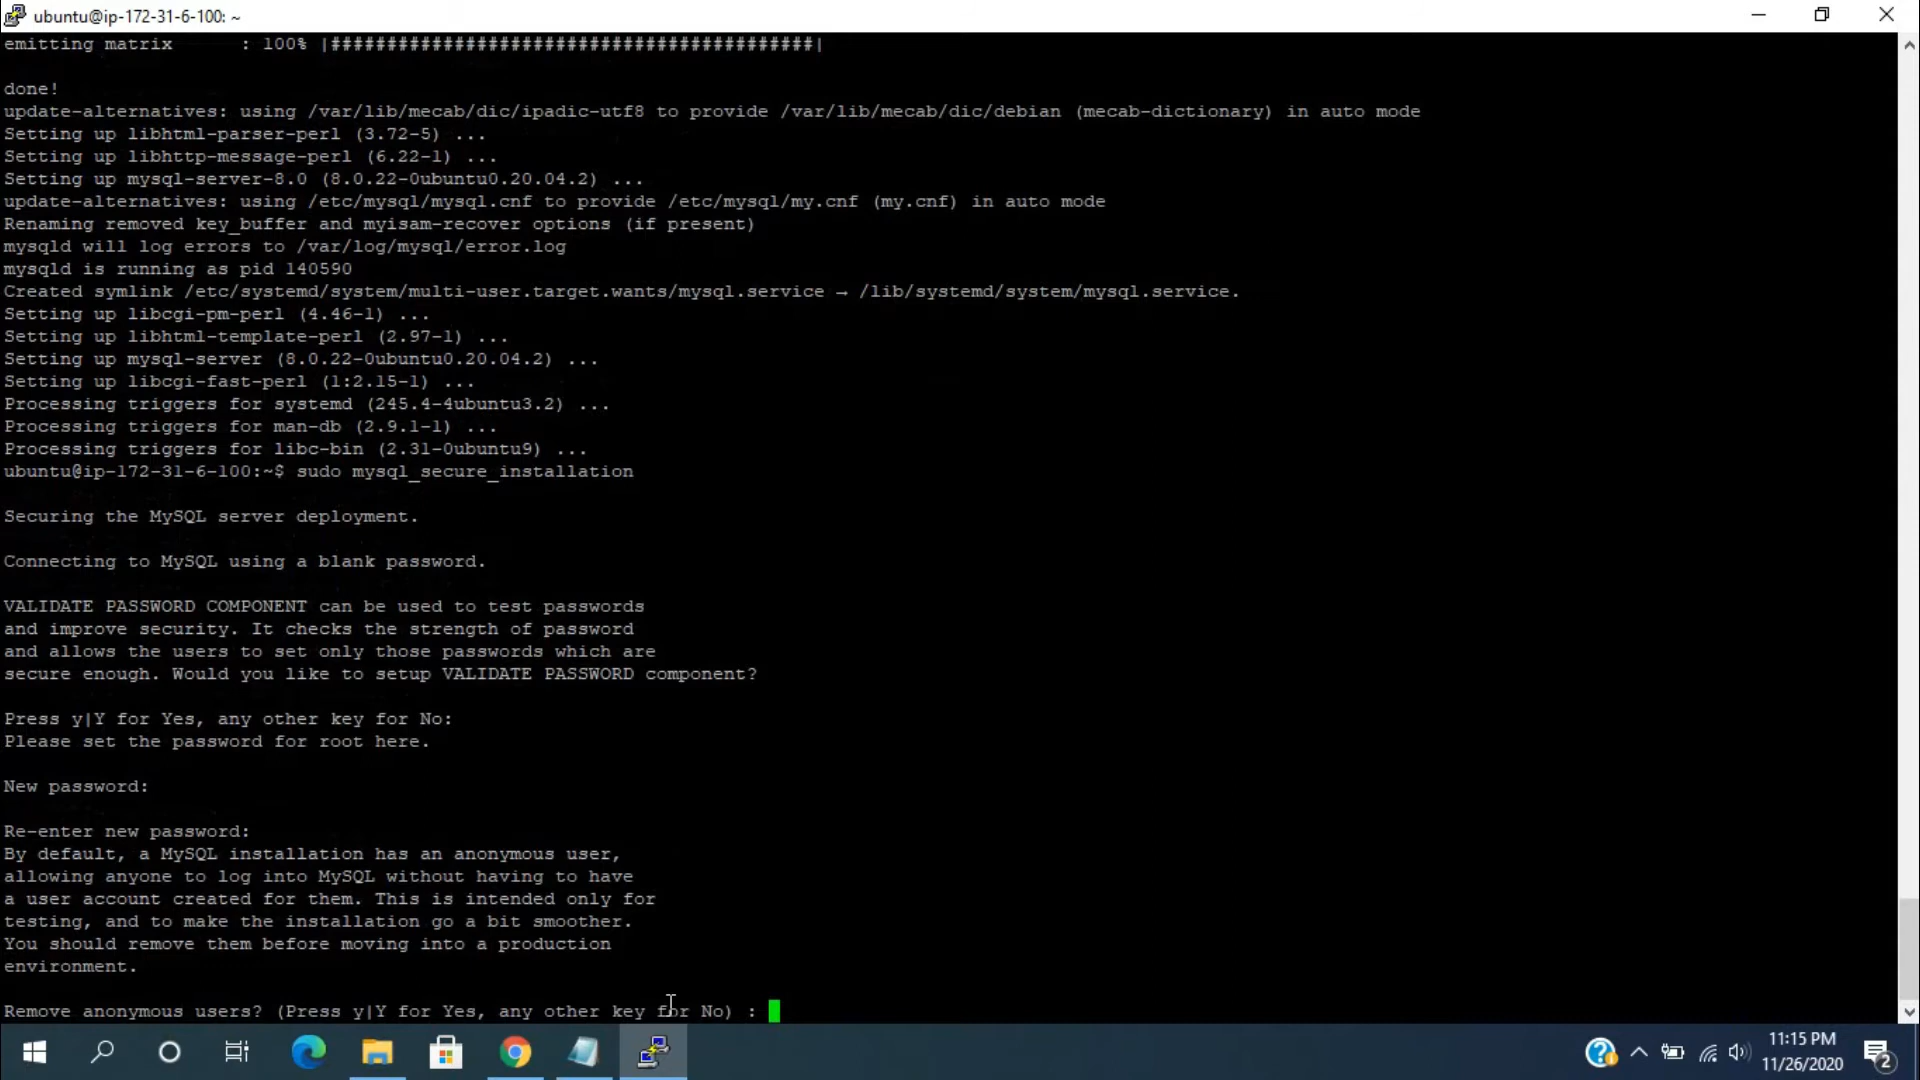 ubuntu@ip-172-31-6-100: ~
emitting matrix      : 100% |###########################################|
done!
update-alternatives: using /var/lib/mecab/dic/ipadic-utf8 to provide /var/lib/mecab/dic/debian (mecab-dictionary) in auto mode
Setting up libhtml-parser-perl (3.72-5) ...
Setting up libhttp-message-perl (6.22-1) ...
Setting up mysql-server-8.0 (8.0.22-0ubuntu0.20.04.2) ...
update-alternatives: using /etc/mysql/mysql.cnf to provide /etc/mysql/my.cnf (my.cnf) in auto mode
Renaming removed key_buffer and myisam-recover options (if present)
mysqld will log errors to /var/log/mysql/error.log
mysqld is running as pid 140590
Created symlink /etc/systemd/system/multi-user.target.wants/mysql.service → /lib/systemd/system/mysql.service.
Setting up libcgi-pm-perl (4.46-1) ...
Setting up libhtml-template-perl (2.97-1) ...
Setting up mysql-server (8.0.22-0ubuntu0.20.04.2) ...
Setting up libcgi-fast-perl (1:2.15-1) ...
Processing triggers for systemd (245.4-4ubuntu3.2) ...
Processing triggers for man-db (2.9.1-1) ...
Processing triggers for libc-bin (2.31-0ubuntu9) ...
ubuntu@ip-172-31-6-100:~$ sudo mysql_secure_installation
Securing the MySQL server deployment.
Connecting to MySQL using a blank password.
VALIDATE PASSWORD COMPONENT can be used to test passwords
and improve security. It checks the strength of password
and allows the users to set only those passwords which are
secure enough. Would you like to setup VALIDATE PASSWORD component?
Press y|Y for Yes, any other key for No:
Please set the password for root here.
New password:
Re-enter new password:
By default, a MySQL installation has an anonymous user,
allowing anyone to log into MySQL without having to have
a user account created for them. This is intended only for
testing, and to make the installation go a bit smoother.
You should remove them before moving into a production
environment.
Remove anonymous users? (Press y|Y for Yes, any other key for No) :
11:15 PM
11/26/2020
2